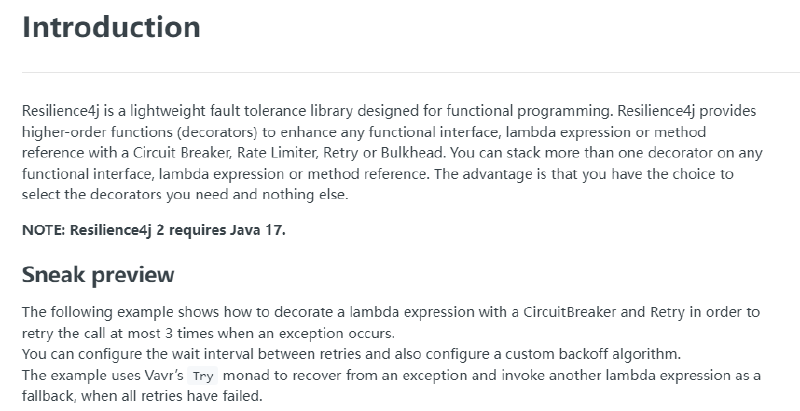 Introduction
Resilience4j is a lightweight fault tolerance library designed for functional programming. Resilience4j provides
higher-order functions (decorators) to enhance any functional interface, lambda expression or method
reference with a Circuit Breaker, Rate Limiter, Retry or Bulkhead. You can stack more than one decorator on any
functional interface, lambda expression or method reference. The advantage is that you have the choice to
select the decorators you need and nothing else.
NOTE: Resilience4j 2 requires Java 17.
Sneak preview
The following example shows how to decorate a lambda expression with a CircuitBreaker and Retry in order to
retry the call at most 3 times when an exception occurs.
You can configure the wait interval between retries and also configure a custom backoff algorithm.
The example uses Vavr's Try monad to recover from an exception and invoke another lambda expression as a
fallback, when all retries have failed.